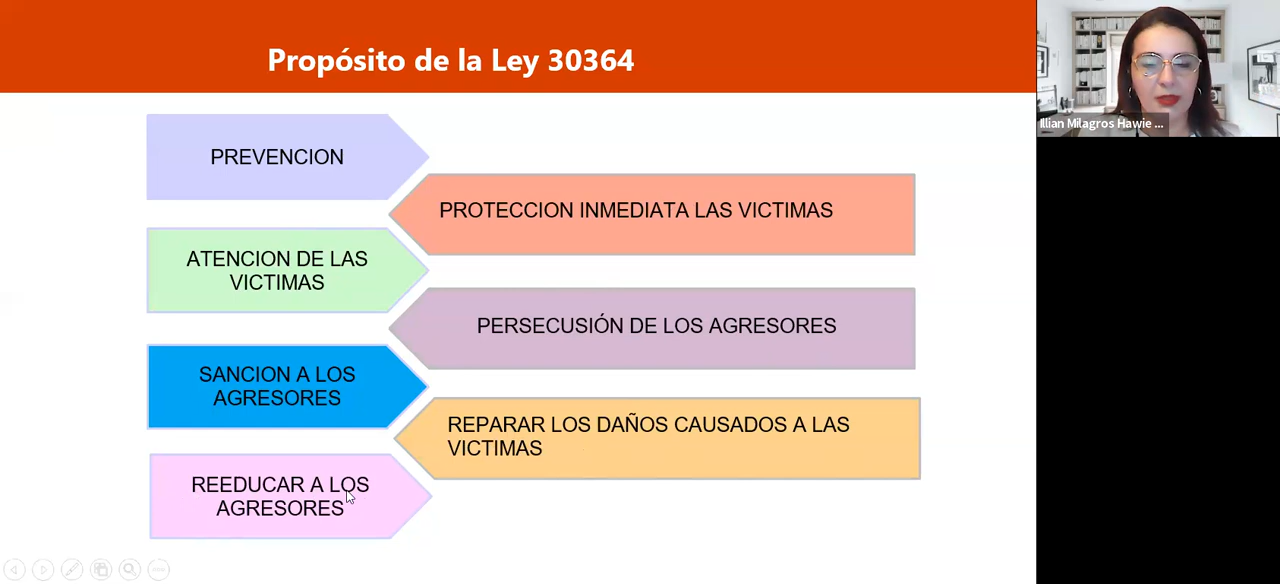 Propósito de la Ley 30364
PREVENCION
PROTECCION INMEDIATA LAS VICTIMAS
ATENCION DE LAS
VICTIMAS
PERSECUSIÓN DE LOS AGRESORES
SANCION A LOS
AGRESORES
REPARAR LOS DAÑOS CAUSADOS A LAS
VICTIMAS
REEDUCAR A LOS
AGRESORES
illian Milagros Hawie ...